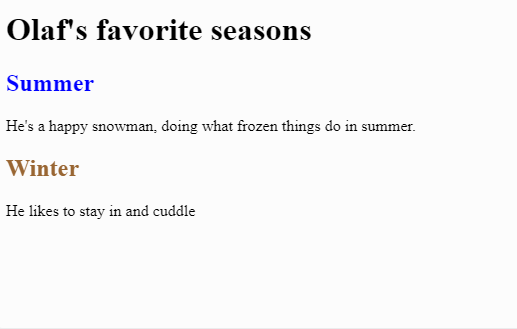 Olaf's favorite seasons
Summer
He's a happy snowman, doing what frozen things do in summer.
Winter
He likes to stay in and cuddle